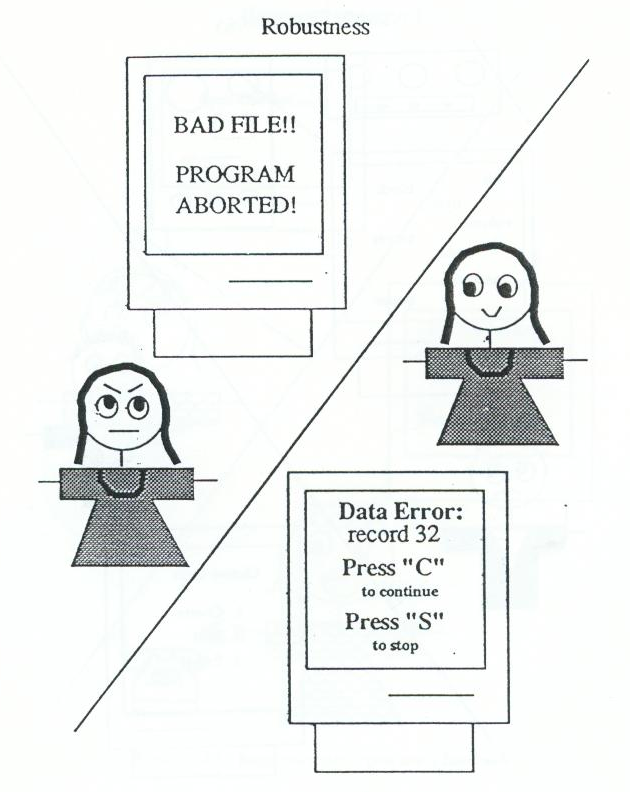 Robustness
BAD FILE!!
PROGRAM
ABORTED!
Data Error:
record 32
Press "C"
to continue
Press "S"
to stop